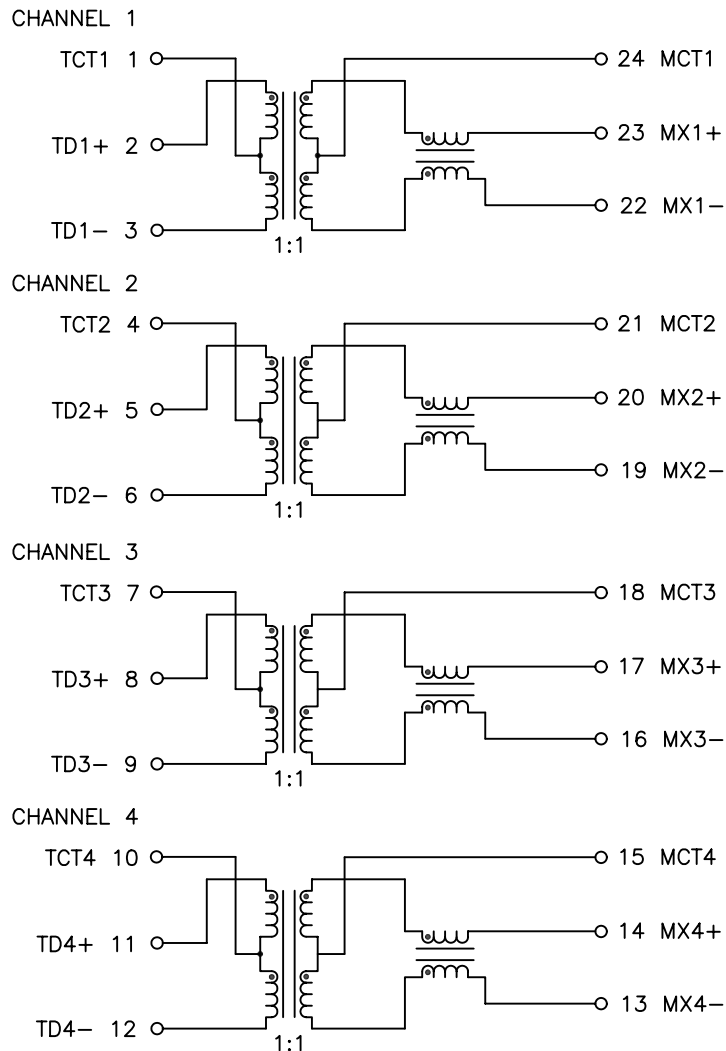 CHANNEL 1
TCT1 1
24 MCT1
TD1+ 2
23 MX1+
TD1− 3
22 MX1−
1:1
CHANNEL 2
TCT2 4
21 MCT2
TD2+ 5
20 MX2+
TD2− 6
19 MX2−
1:1
CHANNEL 3
TCT3 7
18 MCT3
TD3+ 8
17 MX3+
TD3− 9
16 MX3−
1:1
CHANNEL 4
TCT4 10
15 MCT4
TD4+ 11
14 MX4+
TD4− 12
13 MX4−
1:1